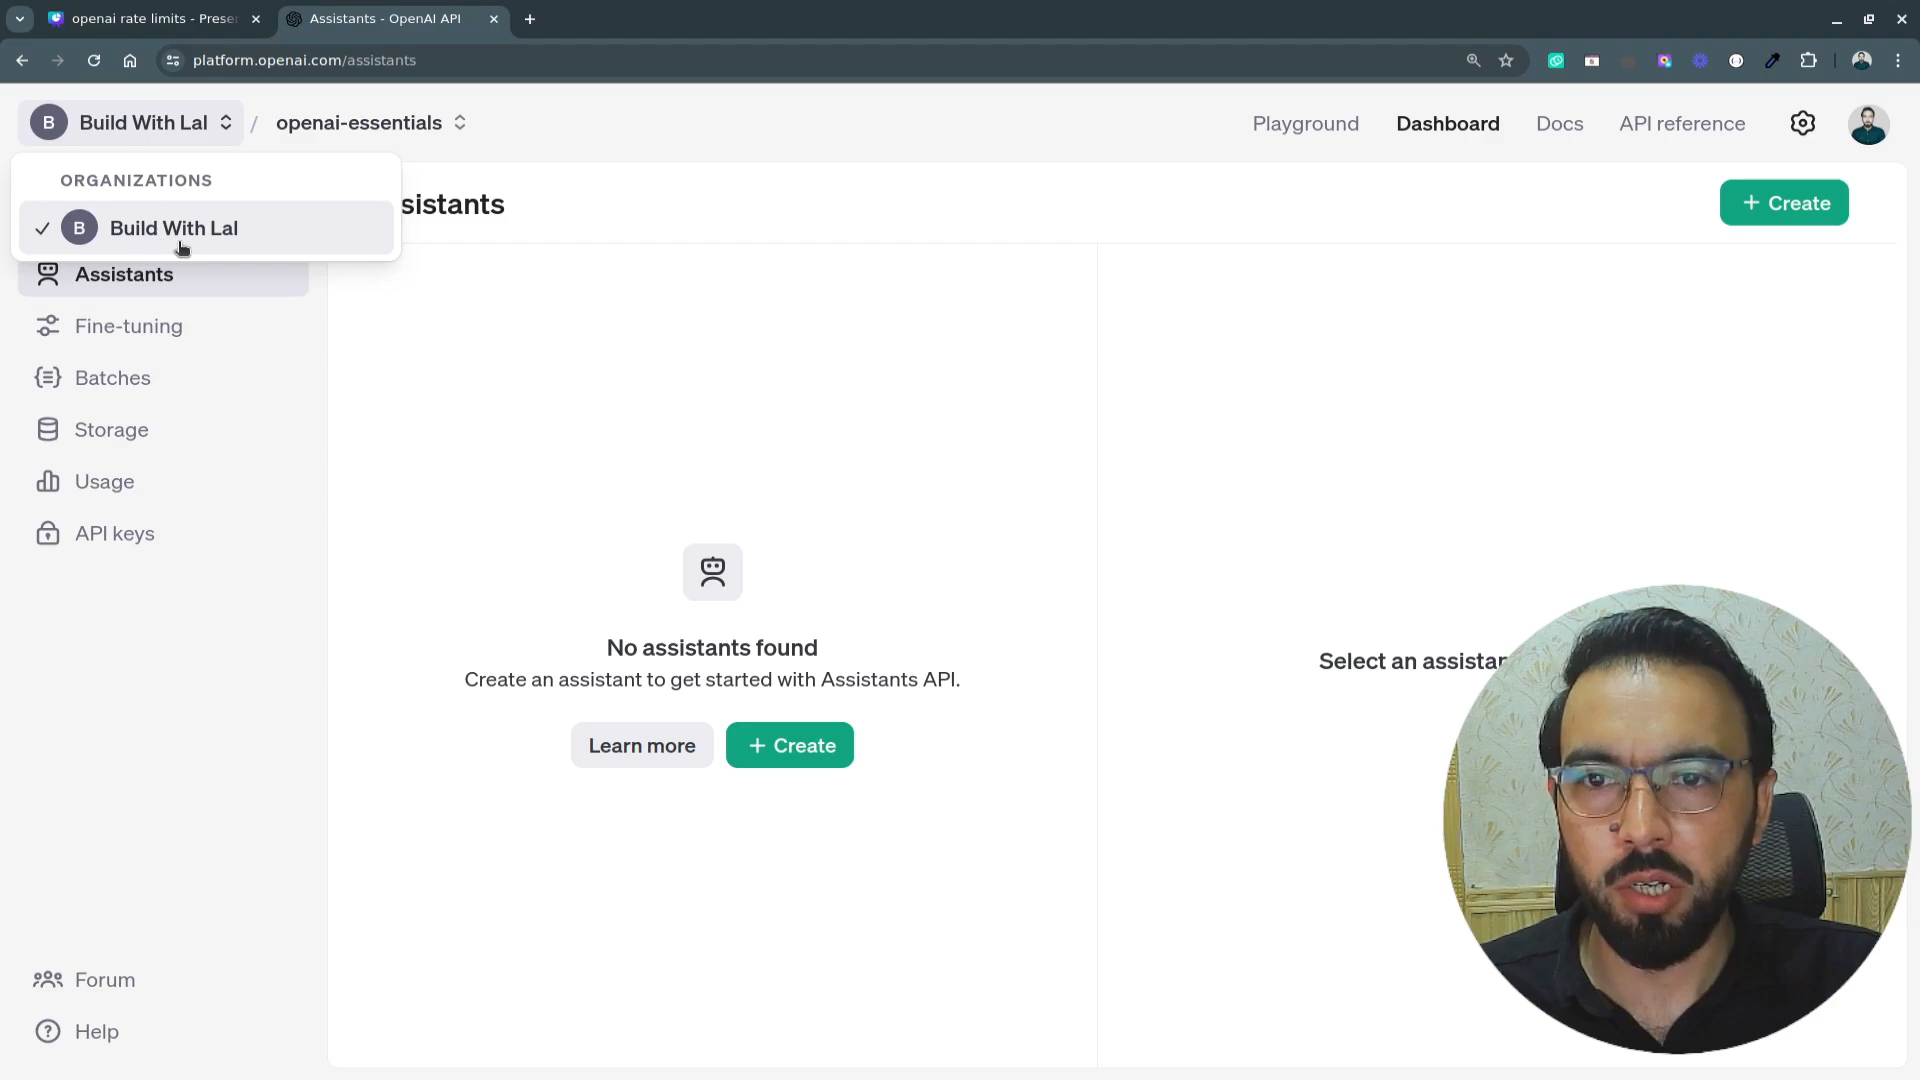 openai rate limits - Prese
Assistants - OpenAI API
platform.openai.com/assistants
B Build With Lal / openai-essentials
Playground Dashboard Docs API reference
ORGANIZATIONS
B Build With Lal
sistants
+ Create
Assistants
Fine-tuning
Batches
Storage
Usage
API keys
No assistants found
Create an assistant to get started with Assistants API.
Learn more
+ Create
Select an assistan
Forum
Help